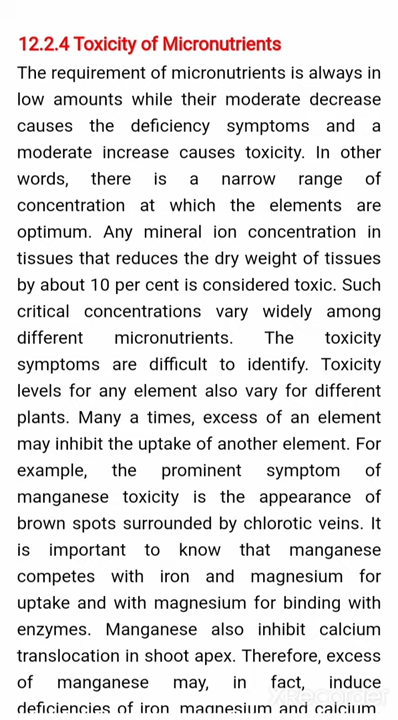 12.2.4 Toxicity of Micronutrients
The requirement of micronutrients is always in
low amounts while their moderate decrease
causes the deficiency symptoms and a
moderate increase causes toxicity. In other
words, there is a narrow range of
concentration at which the elements are
optimum. Any mineral ion concentration in
tissues that reduces the dry weight of tissues
by about 10 per cent is considered toxic. Such
critical concentrations vary widely among
different micronutrients. The toxicity
symptoms are difficult to identify. Toxicity
levels for any element also vary for different
plants. Many a times, excess of an element
may inhibit the uptake of another element. For
example, the prominent symptom of
manganese toxicity is the appearance of
brown spots surrounded by chlorotic veins. It
is important to know that manganese
competes with iron and magnesium for
uptake and with magnesium for binding with
enzymes. Manganese also inhibit calcium
translocation in shoot apex. Therefore, excess
of manganese may, in fact, induce
deficiencies of iron, magnesium and calcium.